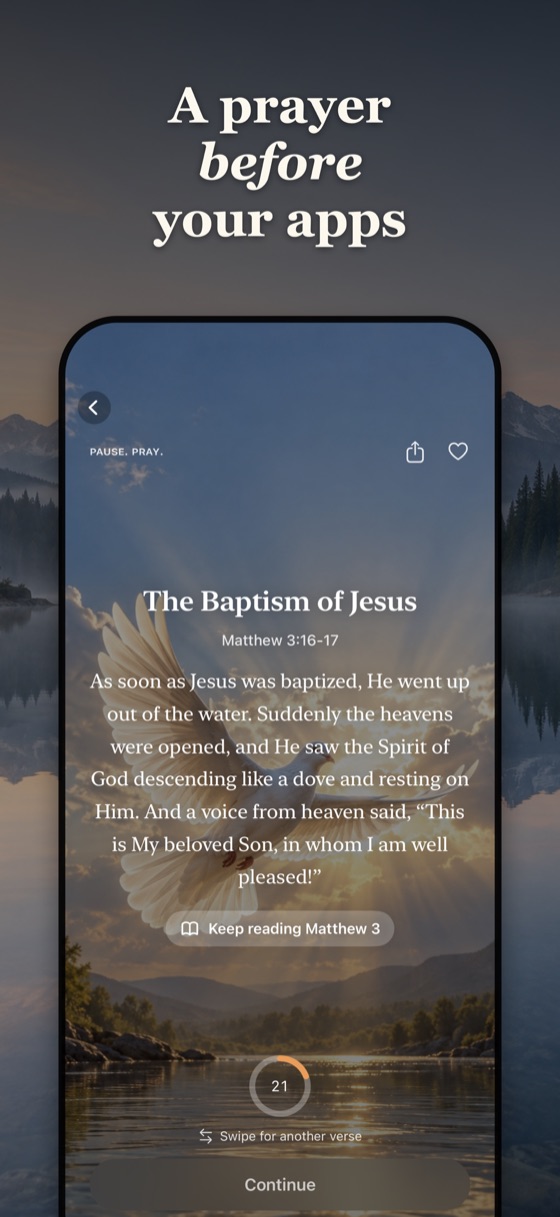 A prayer
before
your apps
PAUSE. PRAY.
The Baptism of Jesus
Matthew 3:16-17
As soon as Jesus was baptized, He went up
out of the water. Suddenly the heavens
were opened, and He saw the Spirit of
God descending like a dove and resting on
Him. And a voice from heaven said, “This
is My beloved Son, in whom I am well
pleased!”
Keep reading Matthew 3
21
Swipe for another verse
Continue